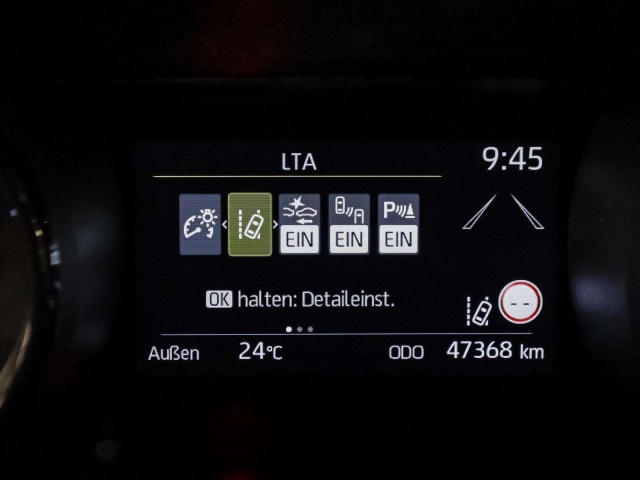 LTA 9:45
EIN EIN P EIN
OK halten: Detaileinst.
--
Außen 24°C ODO 47368 km